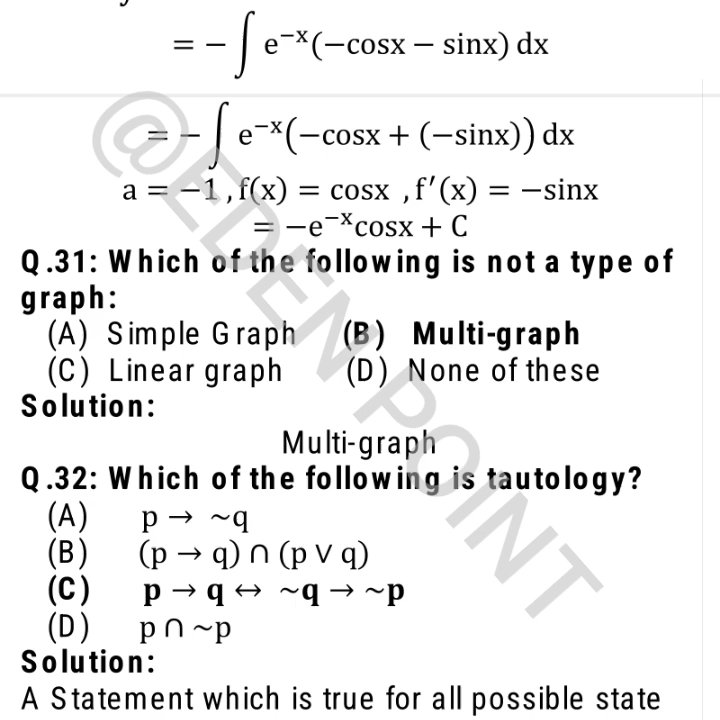 = − ∫ e⁻ˣ(−cosx − sinx) dx
= − ∫ e⁻ˣ(−cosx + (−sinx)) dx
a = −1 , f(x) = cosx , f′(x) = −sinx
= −e⁻ˣcosx + C
Q.31: Which of the following is not a type of
graph:
(A) Simple Graph (B) Multi-graph
(C) Linear graph (D) None of these
Solution:
Multi-graph
Q.32: Which of the following is tautology?
(A) p → ~q
(B) (p → q) ∩ (p ∨ q)
(C) p → q ↔ ~q → ~p
(D) p ∩ ~p
Solution:
A Statement which is true for all possible state
@EDEN POINT